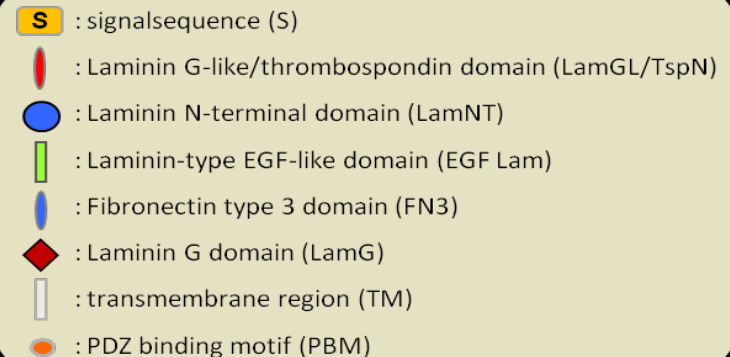 S : signalsequence (S)
: Laminin G-like/thrombospondin domain (LamGL/TspN)
: Laminin N-terminal domain (LamNT)
: Laminin-type EGF-like domain (EGF Lam)
: Fibronectin type 3 domain (FN3)
: Laminin G domain (LamG)
: transmembrane region (TM)
: PDZ binding motif (PBM)